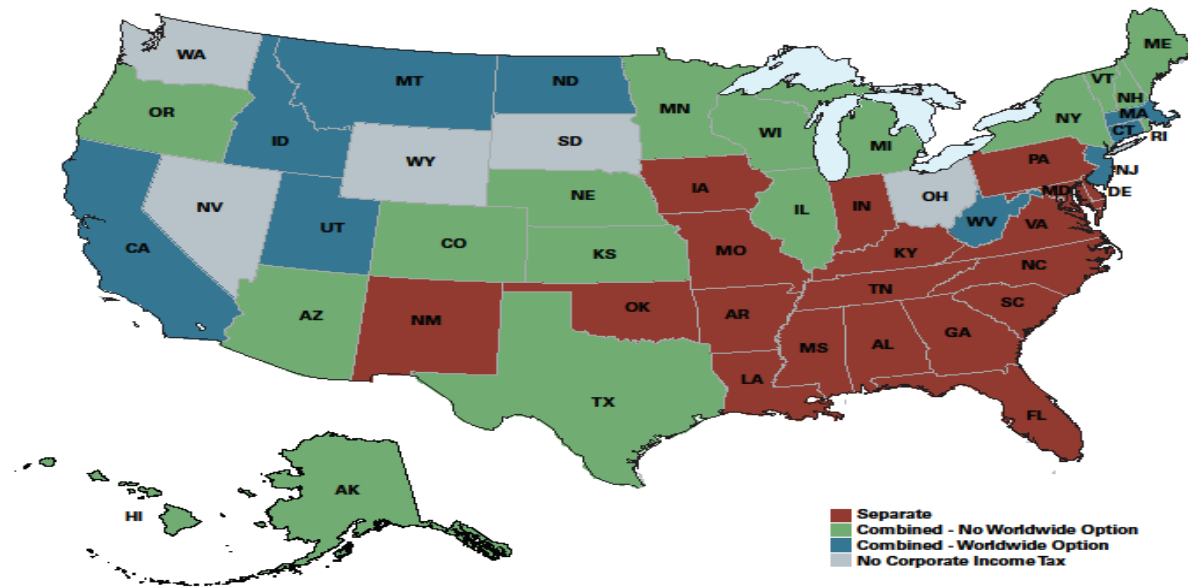 WA
MT
ND
ME
VT
OR
MN
NH
MA
ID
WI
NY
CT
RI
SD
MI
WY
PA
NJ
IA
NE
OH
MD
DE
NV
IL
IN
UT
WV
VA
CO
CA
KS
MO
KY
NC
TN
OK
AZ
NM
AR
SC
MS
AL
GA
LA
TX
FL
AK
HI
Separate
Combined - No Worldwide Option
Combined - Worldwide Option
No Corporate Income Tax